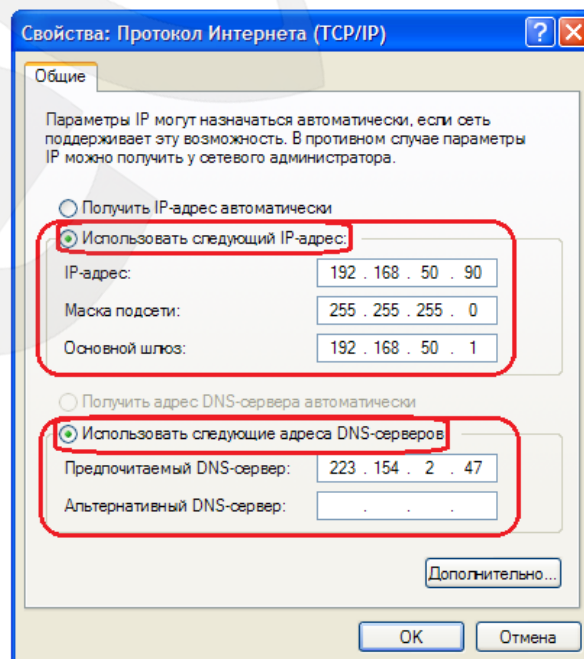 Свойства: Протокол Интернета (TCP/IP)
Общие
Параметры IP могут назначаться автоматически, если сеть
поддерживает эту возможность. В противном случае параметры
IP можно получить у сетевого администратора.
Получить IP-адрес автоматически
Использовать следующий IP-адрес:
IP-адрес: 192 . 168 . 50 . 90
Маска подсети: 255 . 255 . 255 . 0
Основной шлюз: 192 . 168 . 50 . 1
Получить адрес DNS-сервера автоматически
Использовать следующие адреса DNS-серверов
Предпочитаемый DNS-сервер: 223 . 154 . 2 . 47
Альтернативный DNS-сервер: . . .
Дополнительно...
OK Отмена